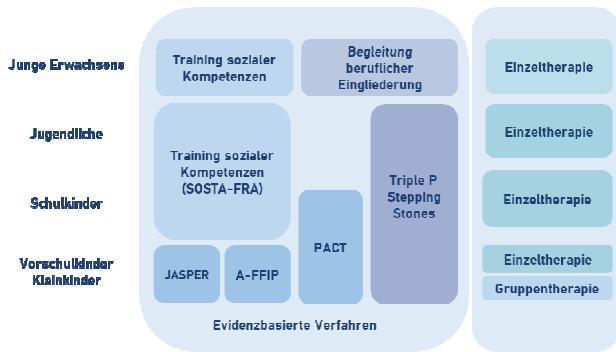 Junge Erwachsene
Training sozialer
Kompetenzen
Begleitung
beruflicher
Eingliederung
Einzeltherapie
Jugendliche
Training sozialer
Kompetenzen
(SOSTA-FRA)
Triple P
Stepping
Stones
Einzeltherapie
Schulkinder
PACT
Einzeltherapie
Vorschulkinder
Kleinkinder
JASPER
A-FFIP
Einzeltherapie
Gruppentherapie
Evidenzbasierte Verfahren